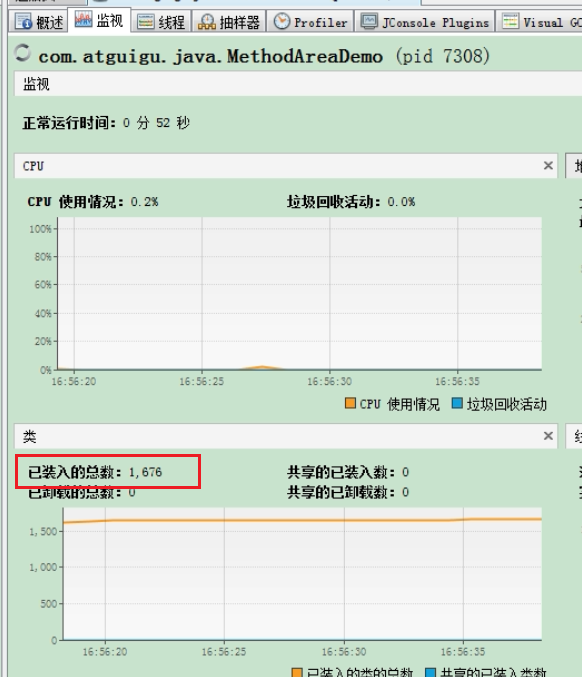 概述 监视 线程 抽样器 Profiler JConsole Plugins Visual GC
com.atguigu.java.MethodAreaDemo (pid 7308)
监视
正常运行时间: 0 分 52 秒
CPU
CPU 使用情况: 0.2% 垃圾回收活动: 0.0%
100%
80%
60%
40%
20%
0%
16:56:20 16:56:25 16:56:30 16:56:35
CPU 使用情况 垃圾回收活动
类
已装入的总数: 1,676 共享的已装入数: 0
已卸载的总数: 0 共享的已卸载数: 0
1,500
1,000
500
0
16:56:20 16:56:25 16:56:30 16:56:35
已装入的类的总数 共享的已装入类数